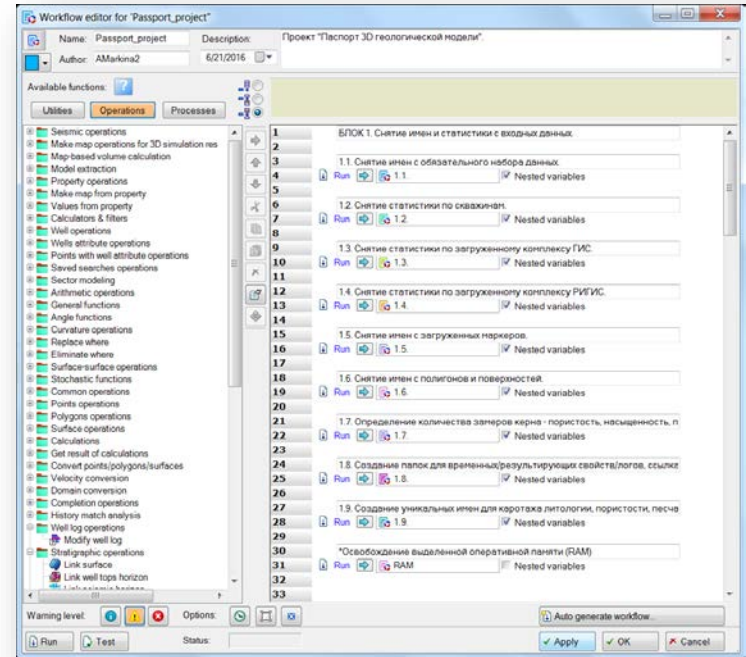 Workflow editor for 'Passport_project'
Name: Passport_project Description: Проект "Паспорт 3D геологической модели".
Author: AMarkina2 6/21/2016
Available functions:
Utilities Operations Processes
Seismic operations
Make map operations for 3D simulation res
Map-based volume calculation
Model extraction
Property operations
Make map from property
Values from property
Calculators & filters
Well operations
Wells attribute operations
Points with well attribute operations
Saved searches operations
Sector modeling
Arithmetic operations
General functions
Angle functions
Curvature operations
Replace where
Eliminate where
Surface-surface operations
Stochastic functions
Common operations
Points operations
Polygons operations
Surface operations
Calculations
Get result of calculations
Convert points/polygons/surfaces
Velocity conversion
Domain conversion
Completion operations
History match analysis
Well log operations
Modify well log
Stratigraphic operations
Link surface
Link well tops horizon
Link seismic horizon
1 БЛОК 1. Снятие имен и статистики с входных данных.
2
3 1.1. Снятие имен с обязательного набора данных.
4 Run 1.1. Nested variables
5
6 1.2. Снятие статистики по скважинам.
7 Run 1.2. Nested variables
8
9 1.3. Снятие статистики по загруженному комплексу ГИС.
10 Run 1.3. Nested variables
11
12 1.4. Снятие статистики по загруженному комплексу РИГИС.
13 Run 1.4. Nested variables
14
15 1.5. Снятие имен с загруженных маркеров.
16 Run 1.5. Nested variables
17
18 1.6. Снятие имен с полигонов и поверхностей.
19 Run 1.6. Nested variables
20
21 1.7. Определение количества замеров керна - пористость, насыщенность, п
22 Run 1.7. Nested variables
23
24 1.8. Создание папок для временных/результирующих свойств/логов, ссылке
25 Run 1.8. Nested variables
26
27 1.9. Создание уникальных имен для каротажа литологии, пористости, песча
28 Run 1.9. Nested variables
29
30 *Освобождение выделенной оперативной памяти (RAM)
31 Run RAM Nested variables
32
33
Warning level: Options: Auto generate workflow...
Run Test Status: Apply OK Cancel